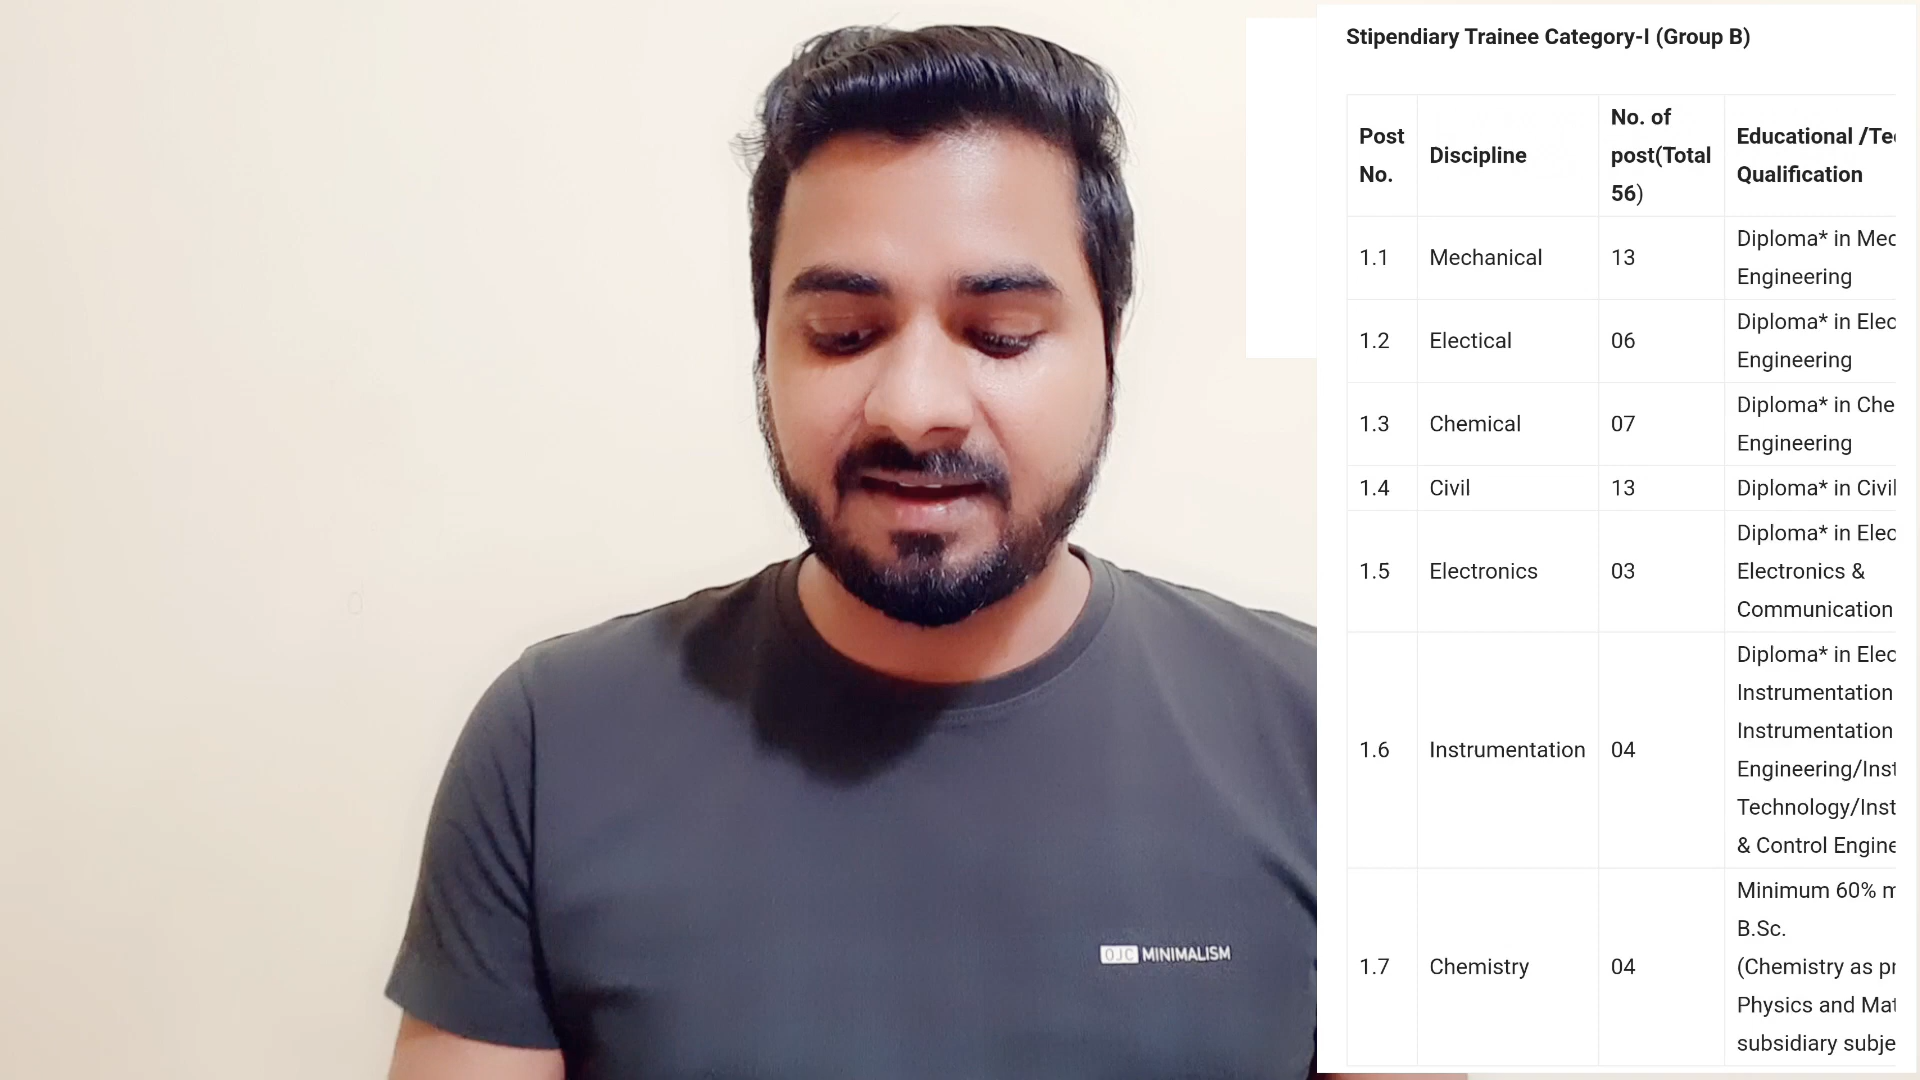 Stipendiary Trainee Category-I (Group B)
Post No.
Discipline
No. of post(Total 56)
Educational /Tec
Qualification
1.1
Mechanical
13
Diploma* in Mec
Engineering
1.2
Electical
06
Diploma* in Elec
Engineering
1.3
Chemical
07
Diploma* in Che
Engineering
1.4
Civil
13
Diploma* in Civil
1.5
Electronics
03
Diploma* in Elec
Electronics &
Communication
1.6
Instrumentation
04
Diploma* in Elec
Instrumentation
Instrumentation
Engineering/Inst
Technology/Inst
& Control Engine
1.7
Chemistry
04
Minimum 60% m
B.Sc.
(Chemistry as pr
Physics and Mat
subsidiary subje
OJC MINIMALISM